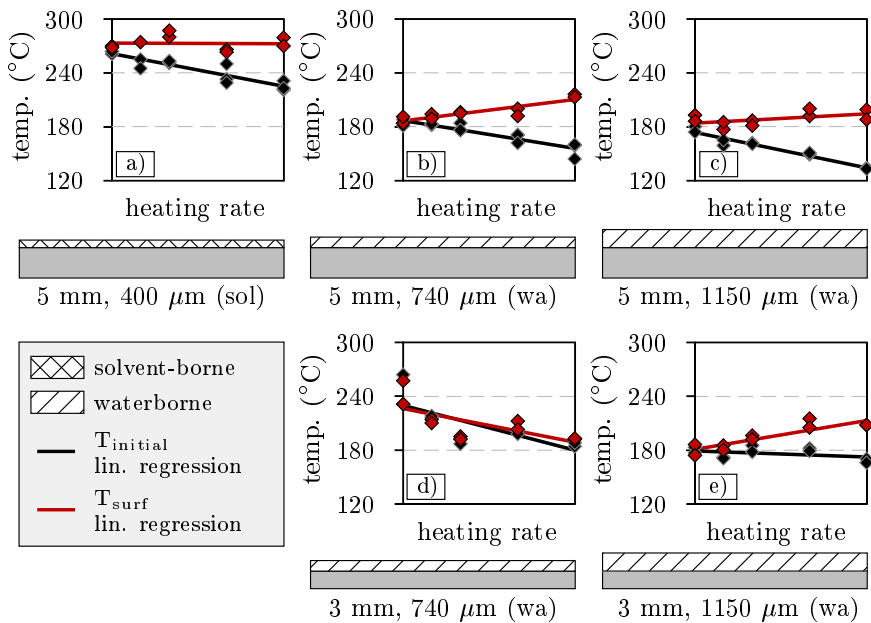 300
240
180
120
temp. (°C)
a)
heating rate
5 mm, 400 μm (sol)
300
240
180
120
temp. (°C)
b)
heating rate
5 mm, 740 μm (wa)
300
240
180
120
temp. (°C)
c)
heating rate
5 mm, 1150 μm (wa)
solvent-borne
waterborne
T_initial
lin. regression
T_surf
lin. regression
300
240
180
120
temp. (°C)
d)
heating rate
3 mm, 740 μm (wa)
300
240
180
120
temp. (°C)
e)
heating rate
3 mm, 1150 μm (wa)